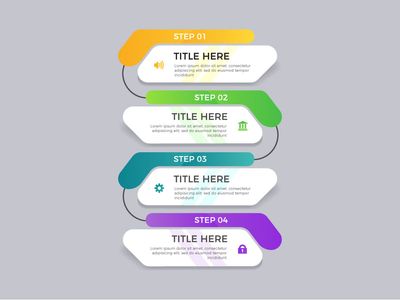 STEP 01
TITLE HERE
Lorem ipsum dolor sit amet,
consectetur adipiscing elit, sed do eiusmod tempor
incididunt
STEP 02
TITLE HERE
Lorem ipsum dolor sit amet,
consectetur adipiscing elit, sed do eiusmod tempor
incididunt
STEP 03
TITLE HERE
Lorem ipsum dolor sit amet,
consectetur adipiscing elit, sed do eiusmod tempor
incididunt
STEP 04
TITLE HERE
Lorem ipsum dolor sit amet,
consectetur adipiscing elit, sed do eiusmod tempor
incididunt